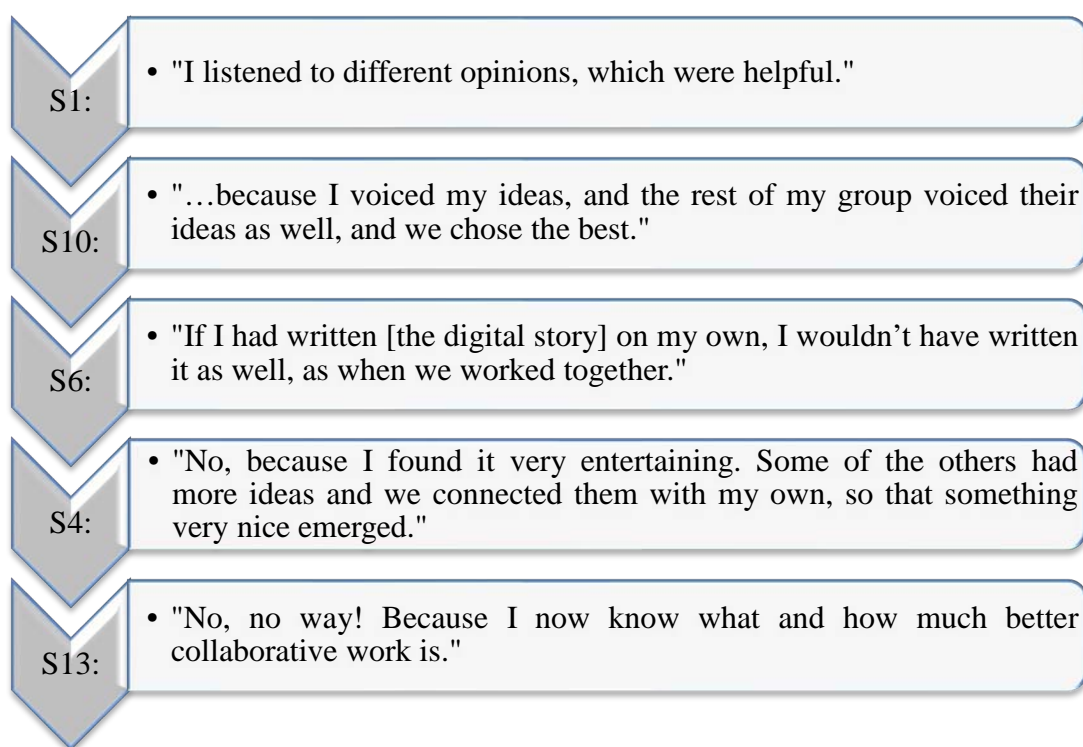 S1:
• "I listened to different opinions, which were helpful."
S10:
• "…because I voiced my ideas, and the rest of my group voiced their
ideas as well, and we chose the best."
S6:
• "If I had written [the digital story] on my own, I wouldn’t have written
it as well, as when we worked together."
S4:
• "No, because I found it very entertaining. Some of the others had
more ideas and we connected them with my own, so that something
very nice emerged."
S13:
• "No, no way! Because I now know what and how much better
collaborative work is."